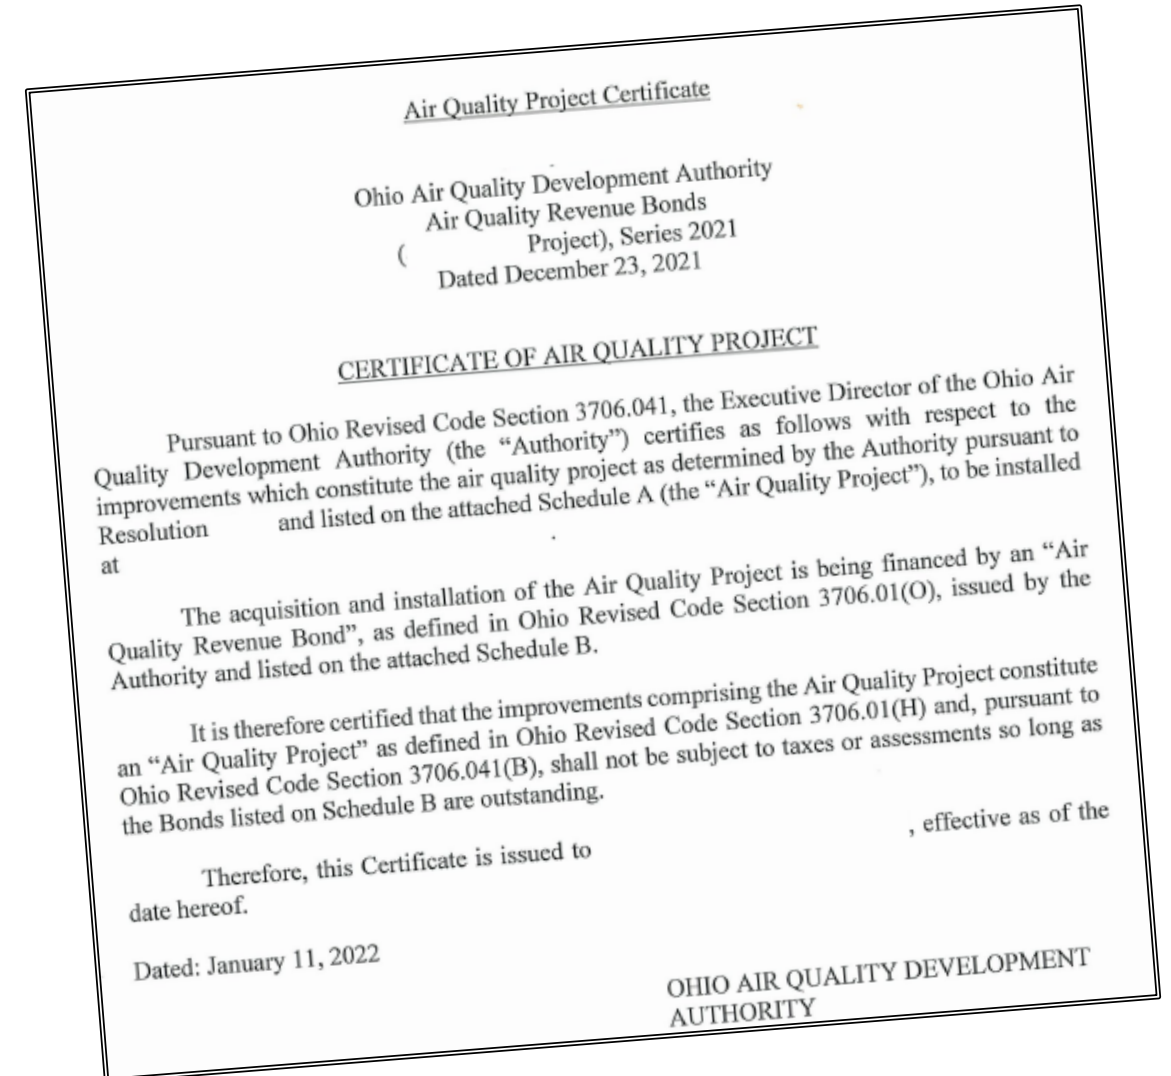 Air Quality Project Certificate
Ohio Air Quality Development Authority
Air Quality Revenue Bonds
( Project), Series 2021
Dated December 23, 2021
CERTIFICATE OF AIR QUALITY PROJECT
Pursuant to Ohio Revised Code Section 3706.041, the Executive Director of the Ohio Air
Quality Development Authority (the “Authority”) certifies as follows with respect to the
improvements which constitute the air quality project as determined by the Authority pursuant to
Resolution and listed on the attached Schedule A (the “Air Quality Project”), to be installed
at .
The acquisition and installation of the Air Quality Project is being financed by an “Air
Quality Revenue Bond”, as defined in Ohio Revised Code Section 3706.01(O), issued by the
Authority and listed on the attached Schedule B.
It is therefore certified that the improvements comprising the Air Quality Project constitute
an “Air Quality Project” as defined in Ohio Revised Code Section 3706.01(H) and, pursuant to
Ohio Revised Code Section 3706.041(B), shall not be subject to taxes or assessments so long as
the Bonds listed on Schedule B are outstanding.
Therefore, this Certificate is issued to , effective as of the
date hereof.
Dated: January 11, 2022
OHIO AIR QUALITY DEVELOPMENT
AUTHORITY